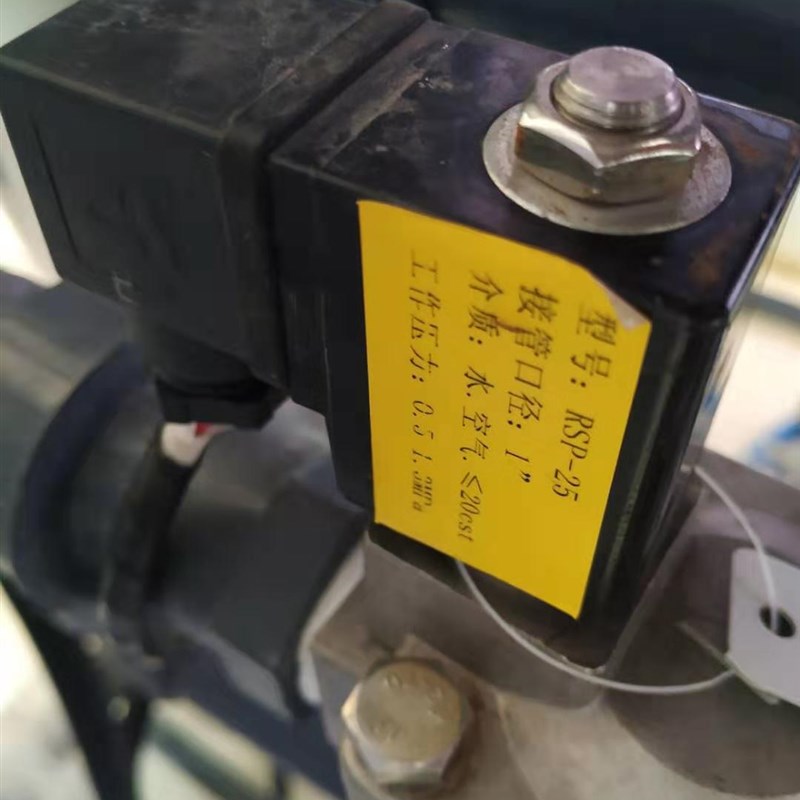 型号: RSP-25
接管口径: 1"
介质: 水.空气.≤20cst
工作压力: 0.5 1.3MPa